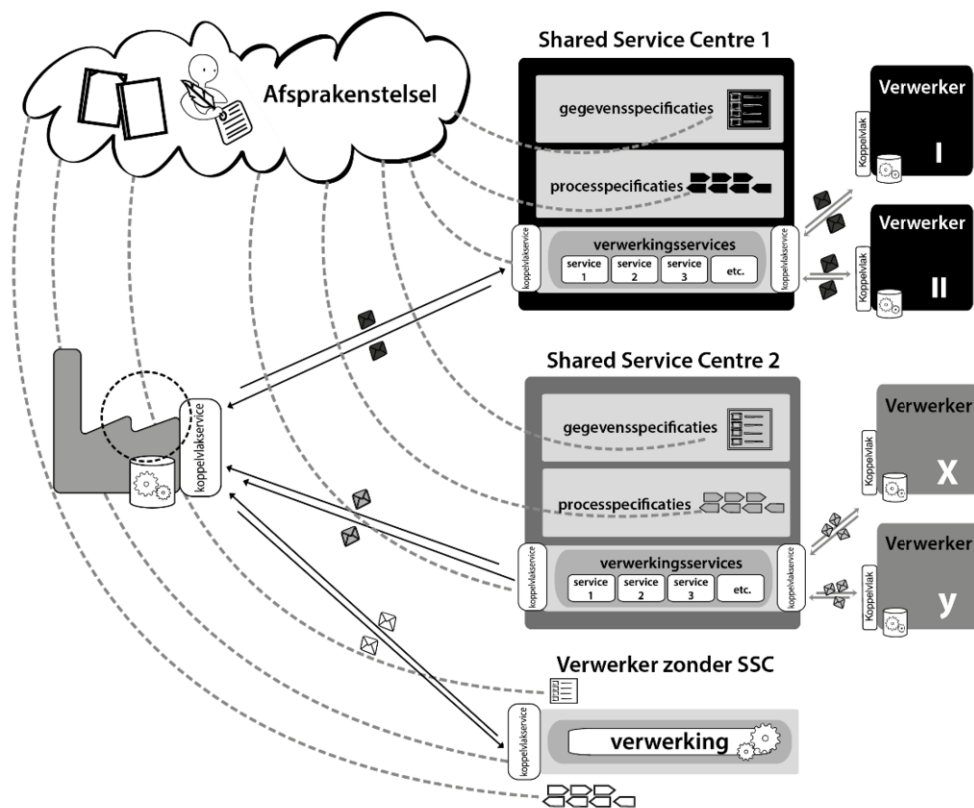 Afsprakenstelsel
Shared Service Centre 1
gegevensspecificaties
processpecificaties
koppelvlakservice
verwerkingsservices
service
1
service
2
service
3
etc.
koppelvlakservice
Koppelvlak
Verwerker
I
Koppelvlak
Verwerker
II
koppelvlakservice
Shared Service Centre 2
gegevensspecificaties
processpecificaties
koppelvlakservice
verwerkingsservices
service
1
service
2
service
3
etc.
koppelvlakservice
Koppelvlak
Verwerker
X
Koppelvlak
Verwerker
y
Verwerker zonder SSC
koppelvlakservice
verwerking